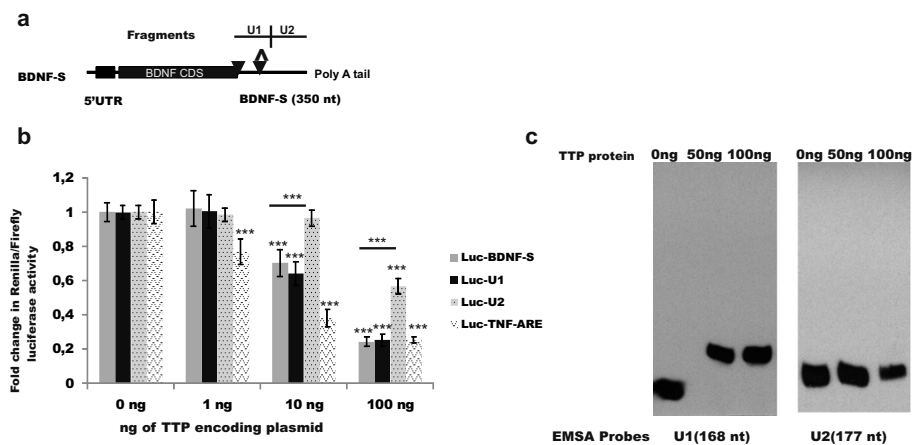 a
Fragments
U1 U2
BDNF-S
BDNF CDS
Poly A tail
5'UTR
BDNF-S (350 nt)
b
Fold change in Remilla/Firefly
luciferase activity
1,2
1
0,8
0,6
0,4
0,2
0
***
***
***
***
***
***
***
***
***
***
***
0 ng
1 ng
10 ng
100 ng
ng of TTP encoding plasmid
Luc-BDNF-S
Luc-U1
Luc-U2
Luc-TNF-ARE
c
TTP protein
0ng 50ng 100ng
0ng 50ng 100ng
EMSA Probes
U1(168 nt)
U2(177 nt)